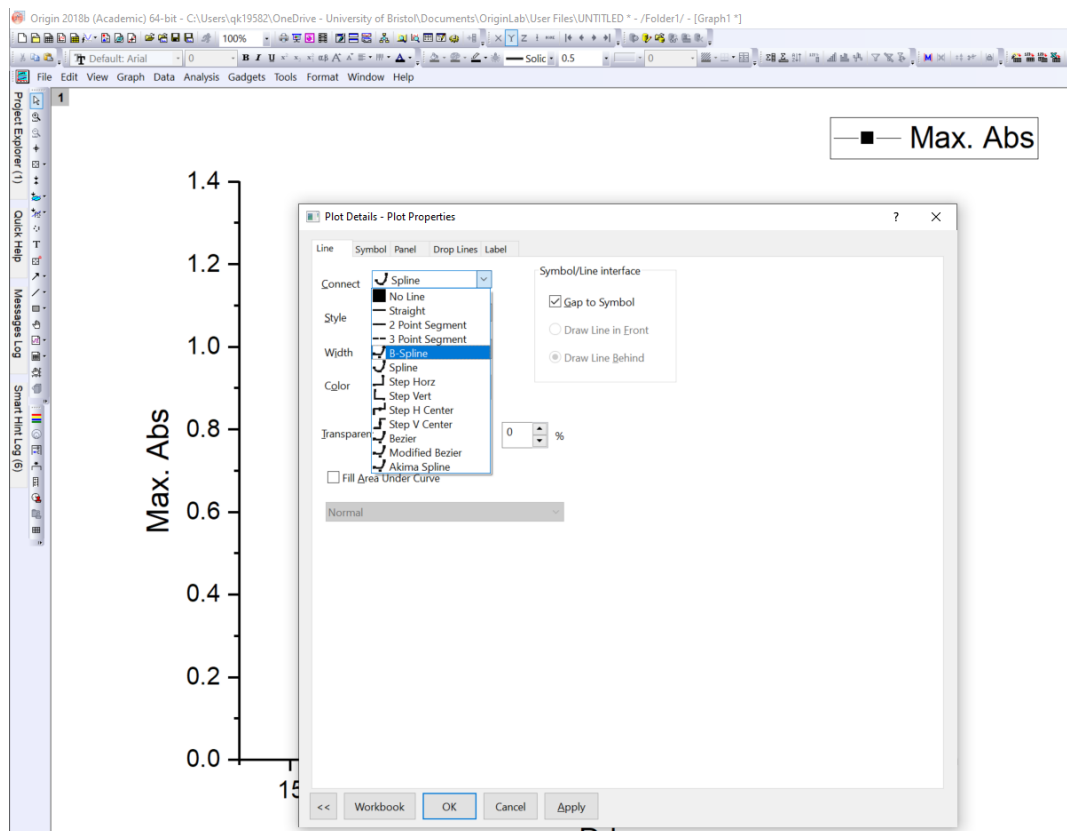 Origin 2018b (Academic) 64-bit - C:\Users\qk19582\OneDrive - University of Bristol\Documents\OriginLab\User Files\UNTITLED * - /Folder1/ - [Graph1 *]
100%
X Y Z
Default: Arial 0 B I U Solic 0.5 0
File Edit View Graph Data Analysis Gadgets Tools Format Window Help
Project Explorer (1)
Quick Help
Messages Log
Smart Hint Log (6)
1
Max. Abs
1.4
1.2
1.0
0.8
0.6
0.4
0.2
0.0
Max. Abs
15
Plot Details - Plot Properties
Line Symbol Panel Drop Lines Label
Connect Spline
No Line
Straight
2 Point Segment
3 Point Segment
B-Spline
Spline
Step Horz
Step Vert
Step H Center
Step V Center
Bezier
Modified Bezier
Akima Spline
Style
Width
Color
Transparen 0 %
Fill Area Under Curve
Normal
Symbol/Line interface
Gap to Symbol
Draw Line in Front
Draw Line Behind
<< Workbook OK Cancel Apply